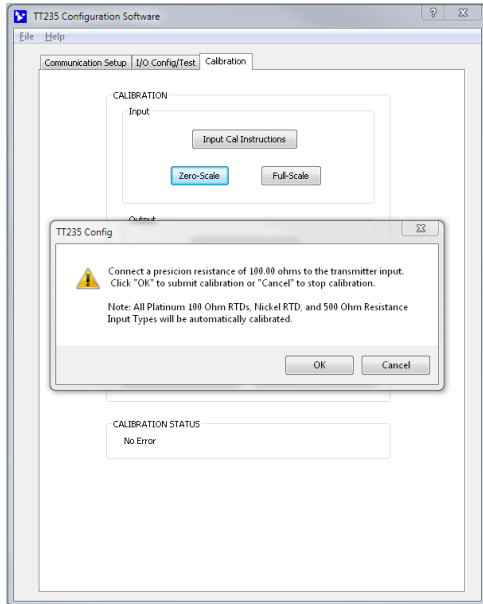 TT235 Configuration Software
File Help
Communication Setup I/O Config/Test Calibration
CALIBRATION
Input
Input Cal Instructions
Zero-Scale Full-Scale
Output
TT235 Config
Connect a presicion resistance of 100.00 ohms to the transmitter input.
Click "OK" to submit calibration or "Cancel" to stop calibration.
Note: All Platinum 100 Ohm RTDs, Nickel RTD, and 500 Ohm Resistance
Input Types will be automatically calibrated.
OK Cancel
CALIBRATION STATUS
No Error